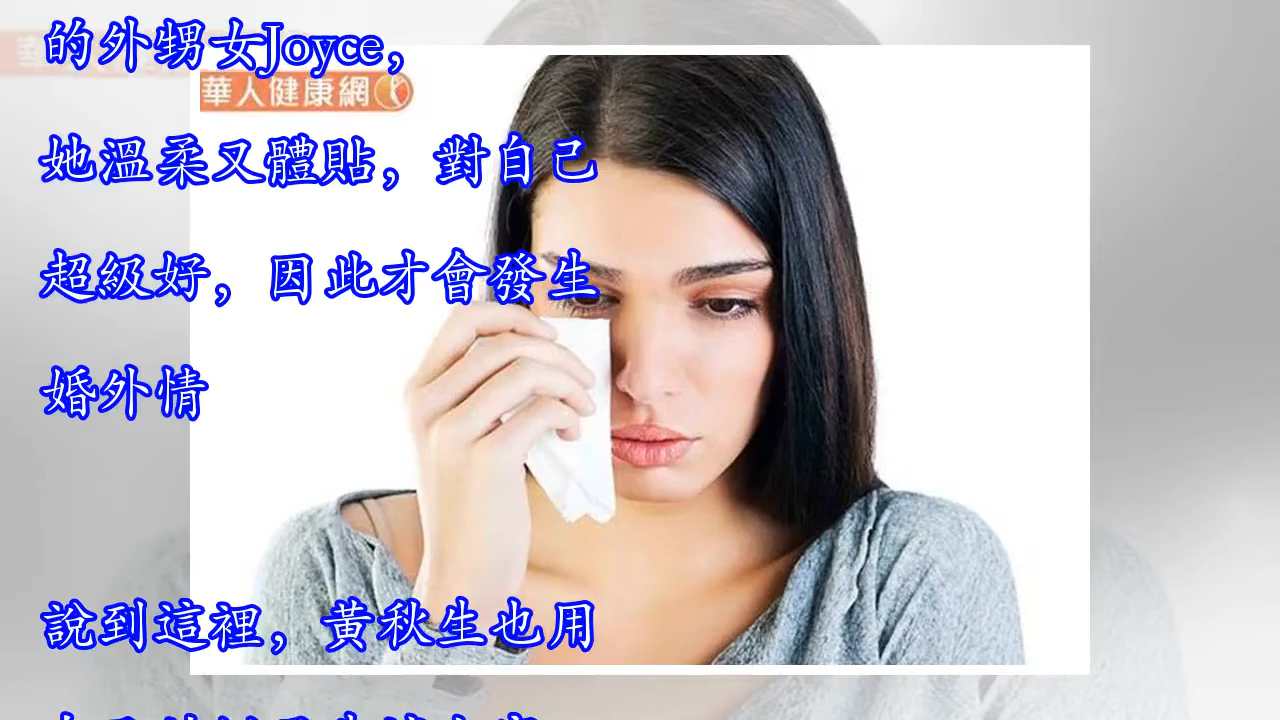 的外甥女Joyce，
華人健康網
她溫柔又體貼，對自己
超級好，因此才會發生
婚外情
說到這裡，黃秋生也用